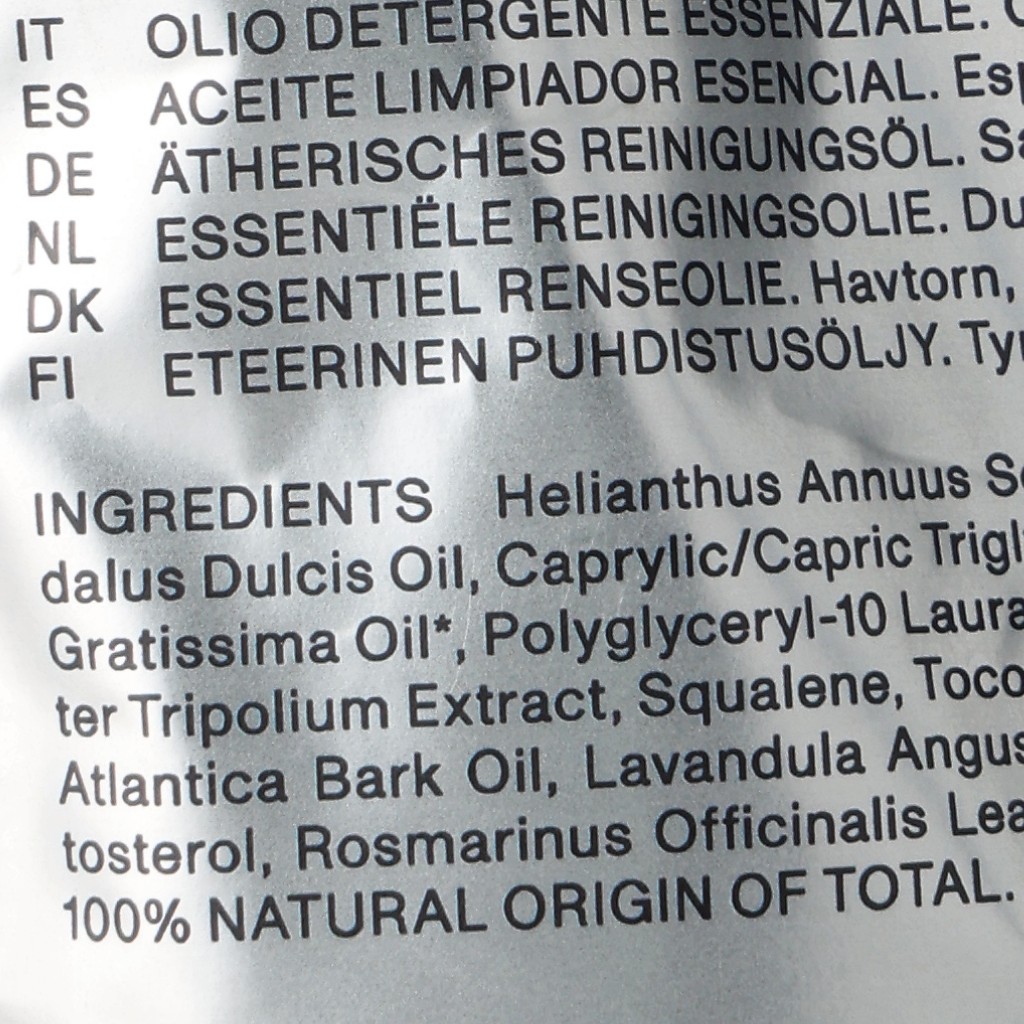 IT OLIO DETERGENTE ESSENZIALE.
ES ACEITE LIMPIADOR ESENCIAL. Esp
DE ÄTHERISCHES REINIGUNGSÖL. Sa
NL ESSENTIËLE REINIGINGSOLIE. Du
DK ESSENTIEL RENSEOLIE. Havtorn,
FI ETEERINEN PUHDISTUSÖLJY. Tyr
INGREDIENTS Helianthus Annuus Se
dalus Dulcis Oil, Caprylic/Capric Trigl
Gratissima Oil*, Polyglyceryl-10 Laura
ter Tripolium Extract, Squalene, Toco
Atlantica Bark Oil, Lavandula Angus
tosterol, Rosmarinus Officinalis Lea
100% NATURAL ORIGIN OF TOTAL.